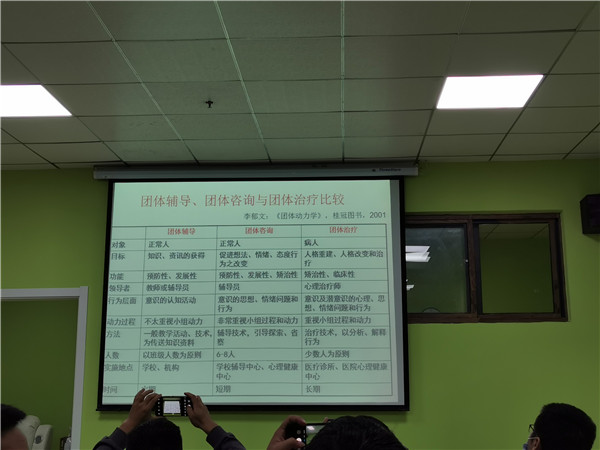 团体辅导、团体咨询与团体治疗比较
李郁文：《团体动力学》，桂冠图书，2001
团体辅导 团体咨询 团体治疗
对象 正常人 正常人 病人
目标 知识、资讯的获得 促进想法、情绪、态度行为之改变 人格重建、人格改变和治疗
功能 预防性、发展性 预防性、发展性、矫治性 矫治性、临床性
领导者 教师或辅导员 辅导员 心理治疗师
行为层面 意识的认知活动 意识的思想、情绪问题和行为 意识及潜意识的心理、思想、情绪问题和行为
动力过程 不太重视小组动力 非常重视小组过程和动力 重视小组过程和动力
方法 一般教学活动、技术,为传送知识资料 辅导技术、引导探索、省察 治疗技术、以分析、解释行为
人数 以班级人数为原则 6-8人 少数人为原则
实施地点 学校、机构 学校辅导中心、心理健康中心 医疗诊所、医院心理健康中心
时间 短期 长期